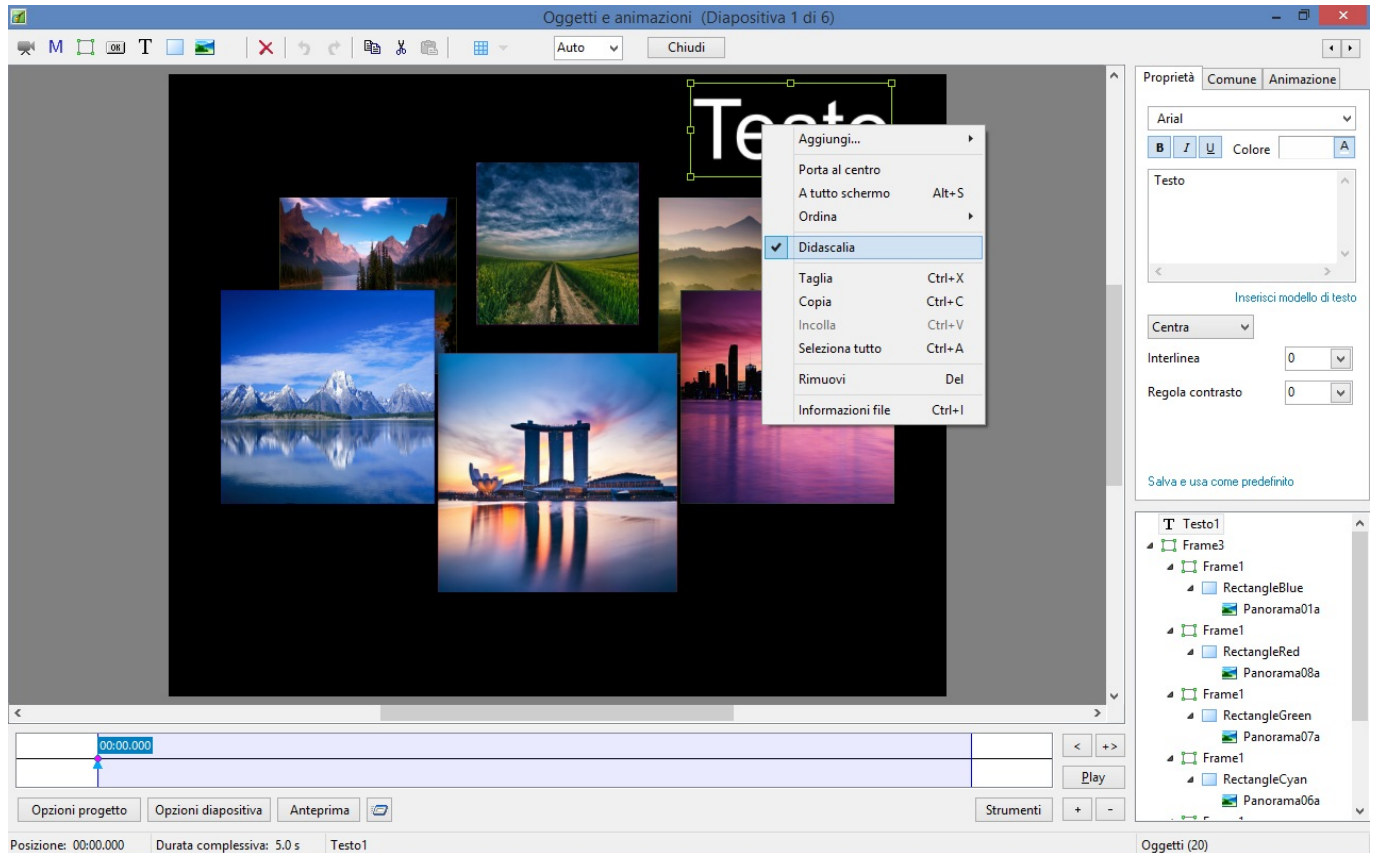 Oggetti e animazioni (Diapositiva 1 di 6)
M OK T Auto Chiudi
Testo
Aggiungi...
Porta al centro
A tutto schermo Alt+S
Ordina
Didascalia
Taglia Ctrl+X
Copia Ctrl+C
Incolla Ctrl+V
Seleziona tutto Ctrl+A
Rimuovi Del
Informazioni file Ctrl+I
Proprietà Comune Animazione
Arial
B I U Colore A
Testo
Inserisci modello di testo
Centra
Interlinea 0
Regola contrasto 0
Salva e usa come predefinito
T Testo1
Frame3
Frame1
RectangleBlue
Panorama01a
Frame1
RectangleRed
Panorama08a
Frame1
RectangleGreen
Panorama07a
Frame1
RectangleCyan
Panorama06a
00:00.000
< +>
Play
Opzioni progetto Opzioni diapositiva Anteprima Strumenti + -
Posizione: 00:00.000 Durata complessiva: 5.0 s Testo1 Oggetti (20)